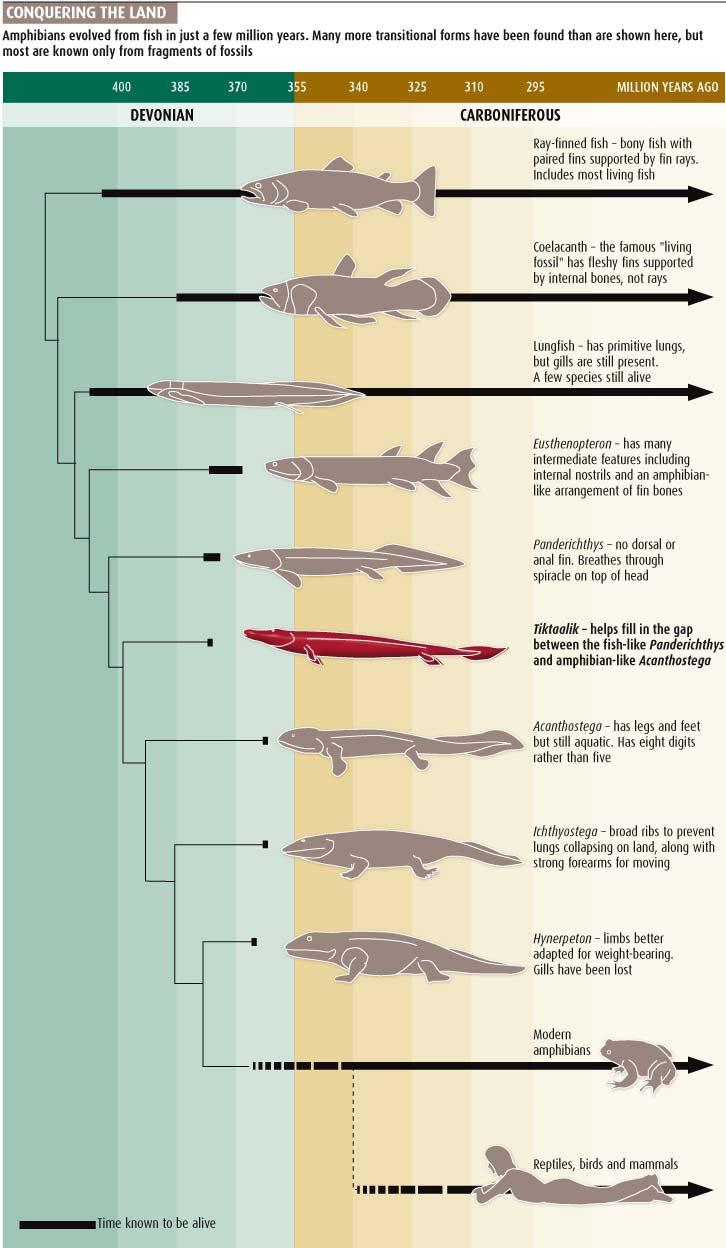 CONQUERING THE LAND
Amphibians evolved from fish in just a few million years. Many more transitional forms have been found than are shown here, but
most are known only from fragments of fossils
400 385 370 355 340 325 310 295 MILLION YEARS AGO
DEVONIAN CARBONIFEROUS
Ray-finned fish – bony fish with
paired fins supported by fin rays.
Includes most living fish
Coelacanth – the famous "living
fossil" has fleshy fins supported
by internal bones, not rays
Lungfish – has primitive lungs,
but gills are still present.
A few species still alive
Eusthenopteron – has many
intermediate features including
internal nostrils and an amphibian-
like arrangement of fin bones
Panderichthys – no dorsal or
anal fin. Breathes through
spiracle on top of head
Tiktaalik – helps fill in the gap
between the fish-like Panderichthys
and amphibian-like Acanthostega
Acanthostega – has legs and feet
but still aquatic. Has eight digits
rather than five
Ichthyostega – broad ribs to prevent
lungs collapsing on land, along with
strong forearms for moving
Hynerpeton – limbs better
adapted for weight-bearing.
Gills have been lost
Modern
amphibians
Reptiles, birds and mammals
Time known to be alive